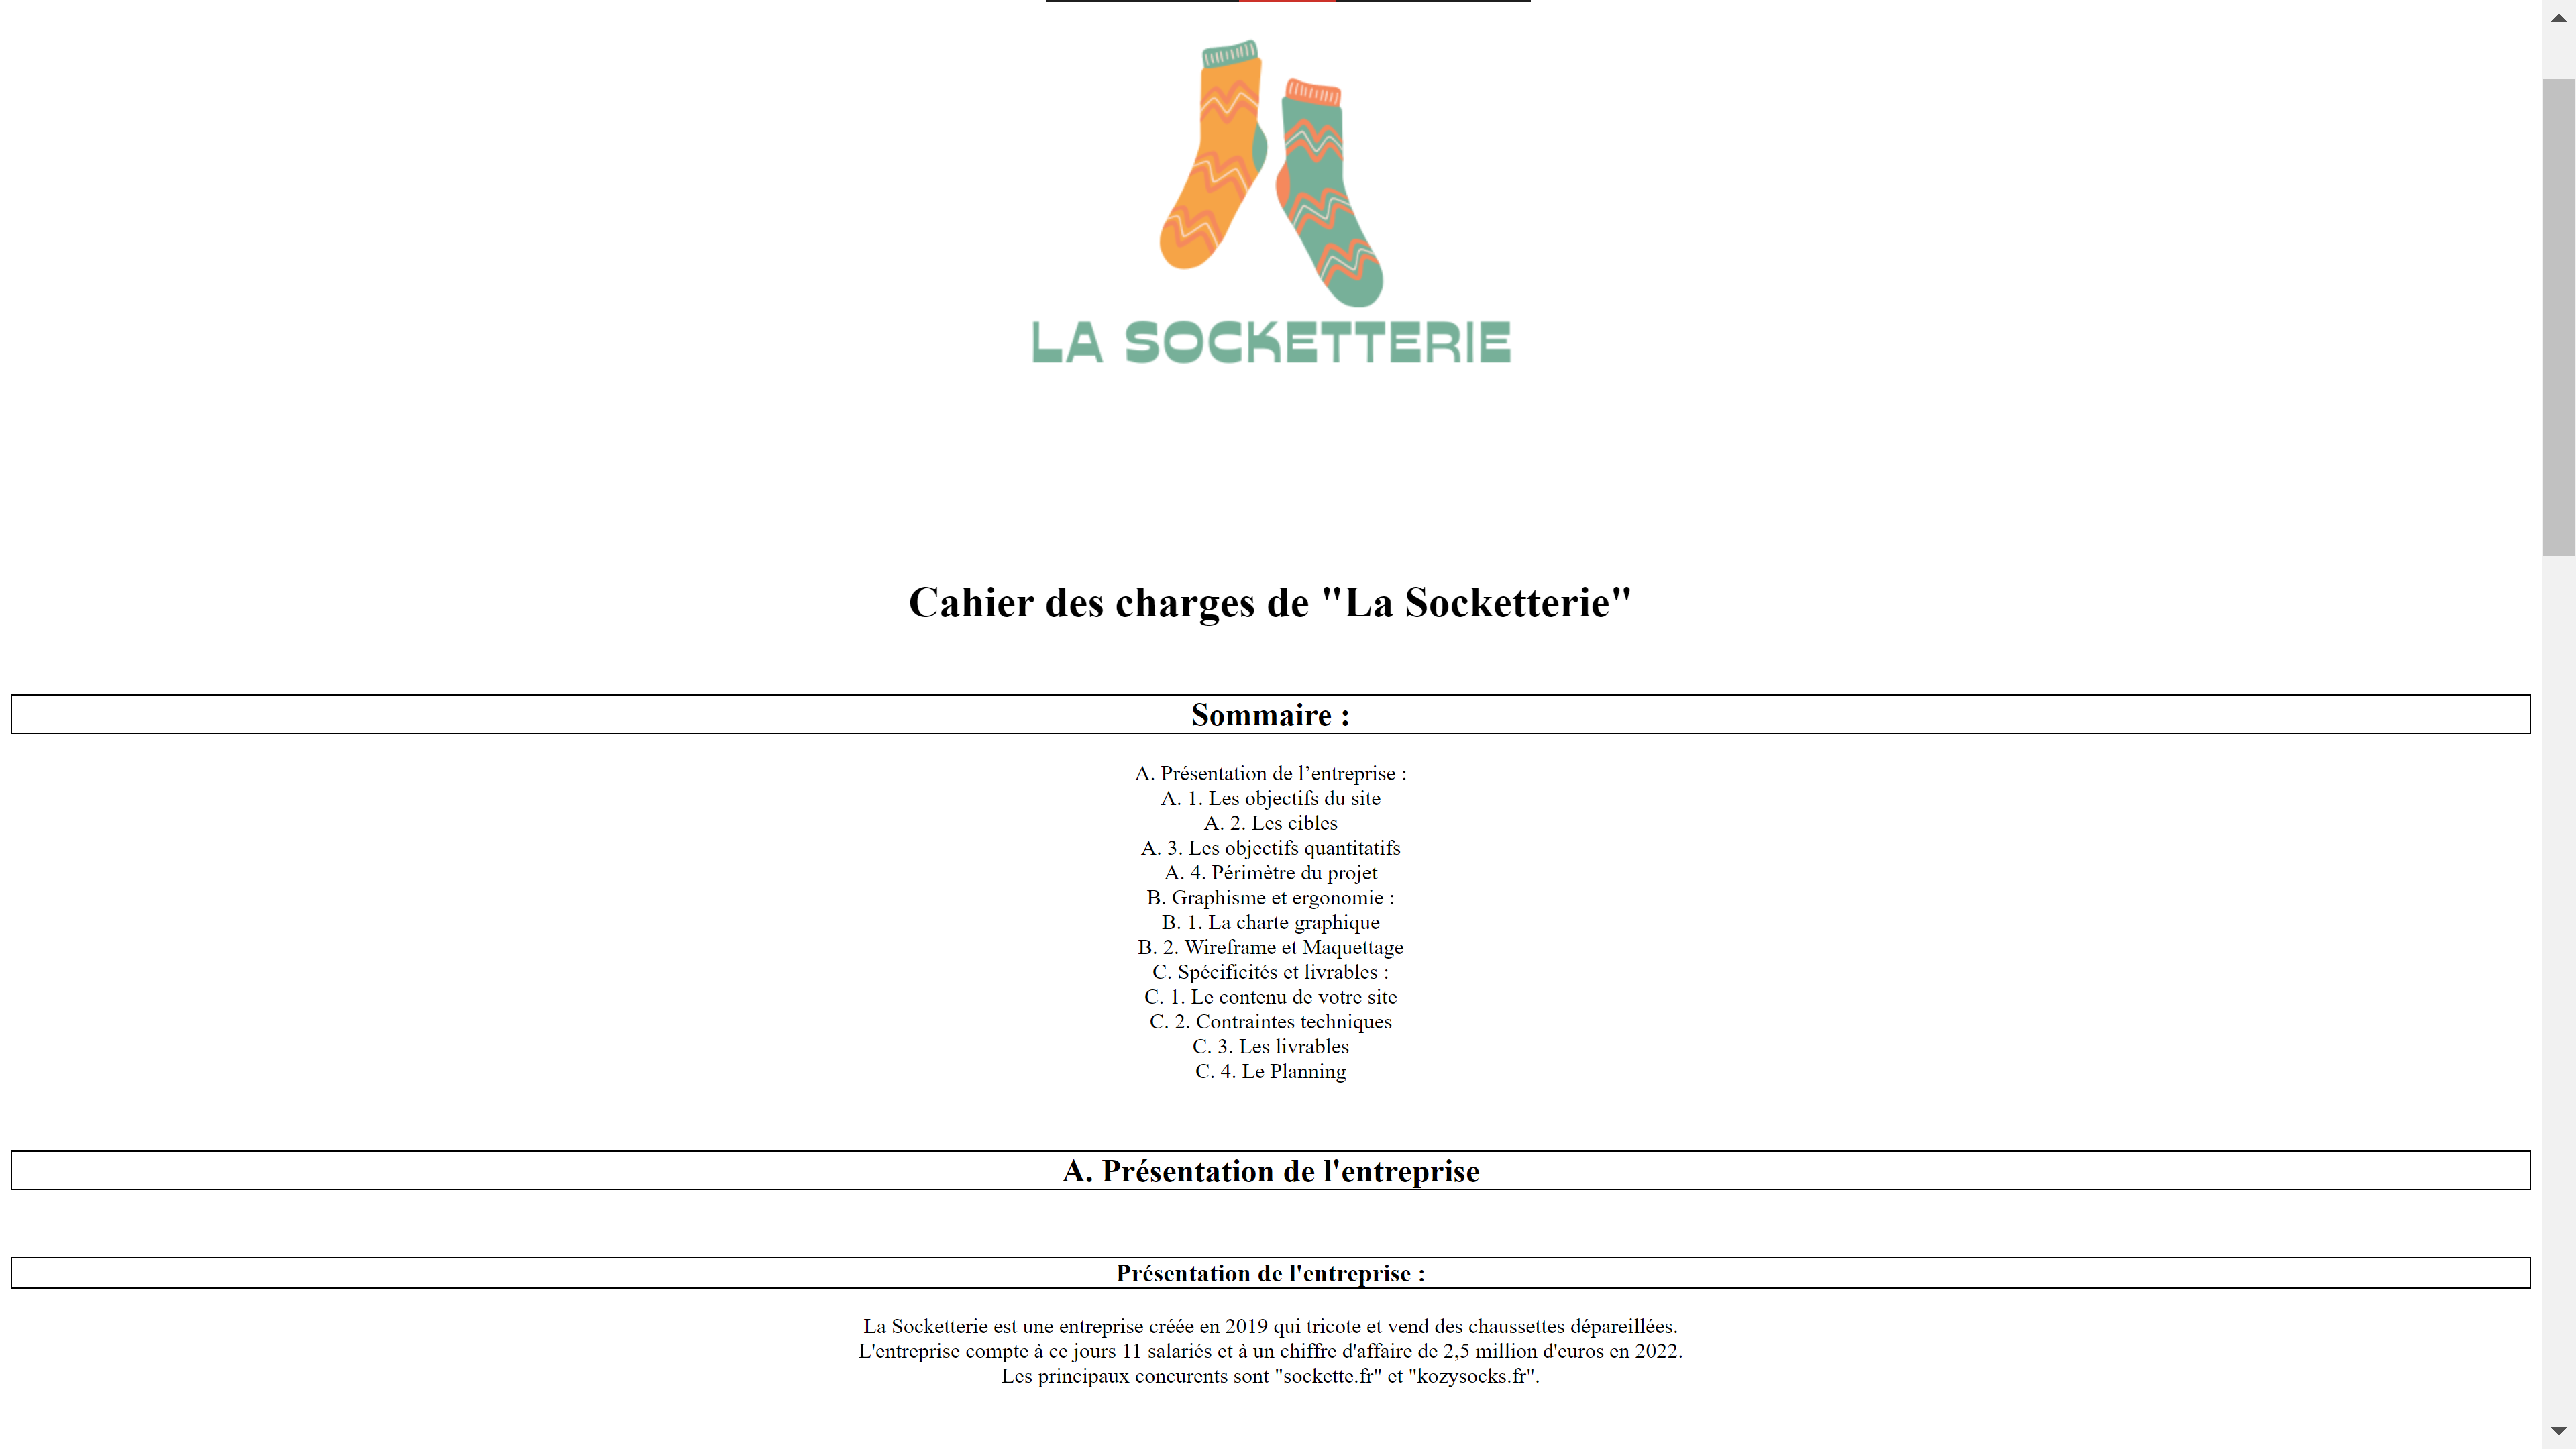 LA SOCKETTERIE
Cahier des charges de "La Socketterie"
Sommaire :
A. Présentation de l’entreprise :
A. 1. Les objectifs du site
A. 2. Les cibles
A. 3. Les objectifs quantitatifs
A. 4. Périmètre du projet
B. Graphisme et ergonomie :
B. 1. La charte graphique
B. 2. Wireframe et Maquettage
C. Spécificités et livrables :
C. 1. Le contenu de votre site
C. 2. Contraintes techniques
C. 3. Les livrables
C. 4. Le Planning
A. Présentation de l'entreprise
Présentation de l'entreprise :
La Socketterie est une entreprise créée en 2019 qui tricote et vend des chaussettes dépareillées.
L'entreprise compte à ce jours 11 salariés et à un chiffre d'affaire de 2,5 million d'euros en 2022.
Les principaux concurents sont "sockette.fr" et "kozysocks.fr".